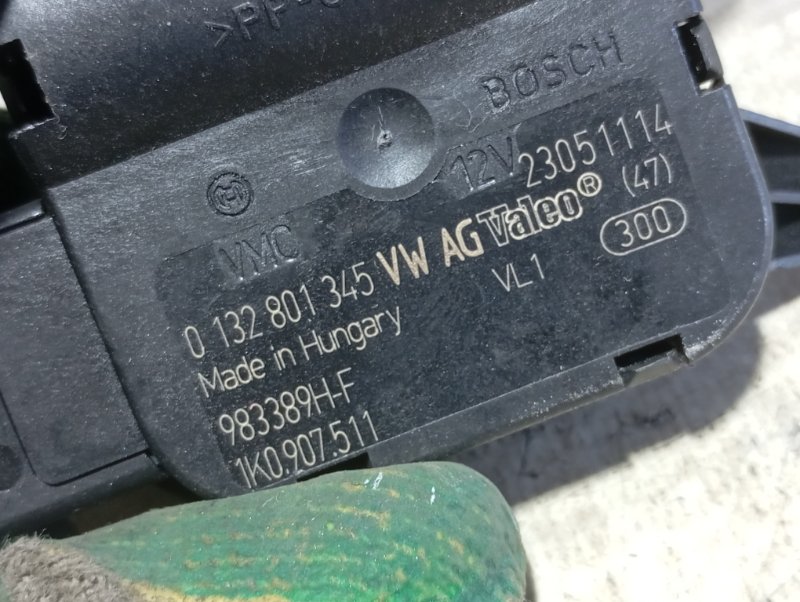 BOSCH
12V 23051114
VMC VW AG Valeo® (47)
0 132 801 345 VL1 300
Made in Hungary
983389H-F
1K0.907.511